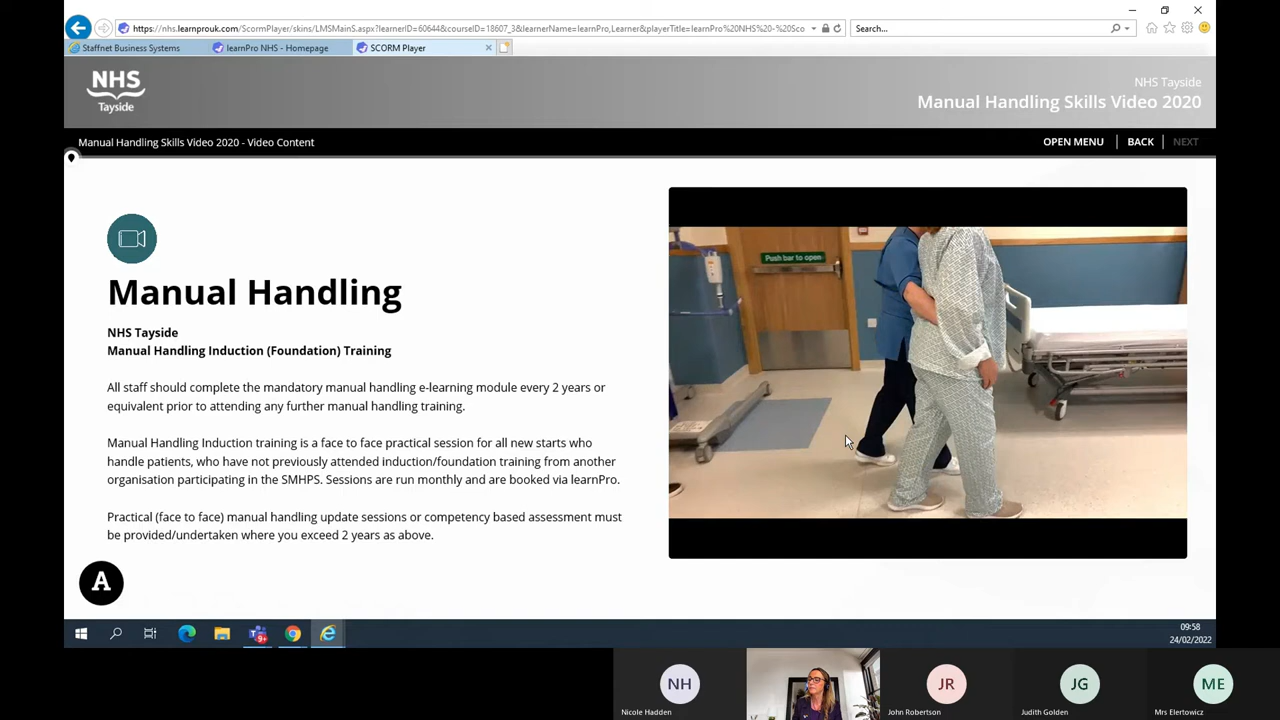 https://nhs.learnprouk.com/ScormPlayer/skins/LMSMainS.aspx?learnerID=60644&courseID=18607_3&learnerName=learnPro,Learner&playerTitle=learnPro%20NHS%20-%20Sco
Search...
Staffnet Business Systems
learnPro NHS - Homepage
SCORM Player
NHS
Tayside
NHS Tayside
Manual Handling Skills Video 2020
Manual Handling Skills Video 2020 - Video Content
OPEN MENU
BACK
NEXT
Push bar to open
Manual Handling
NHS Tayside
Manual Handling Induction (Foundation) Training
All staff should complete the mandatory manual handling e-learning module every 2 years or
equivalent prior to attending any further manual handling training.
Manual Handling Induction training is a face to face practical session for all new starts who
handle patients, who have not previously attended induction/foundation training from another
organisation participating in the SMHPS. Sessions are run monthly and are booked via learnPro.
Practical (face to face) manual handling update sessions or competency based assessment must
be provided/undertaken where you exceed 2 years as above.
A
9+
09:58
24/02/2022
NH
JR
JG
ME
Nicole Hadden
John Robertson
Judith Golden
Mrs Elertowicz